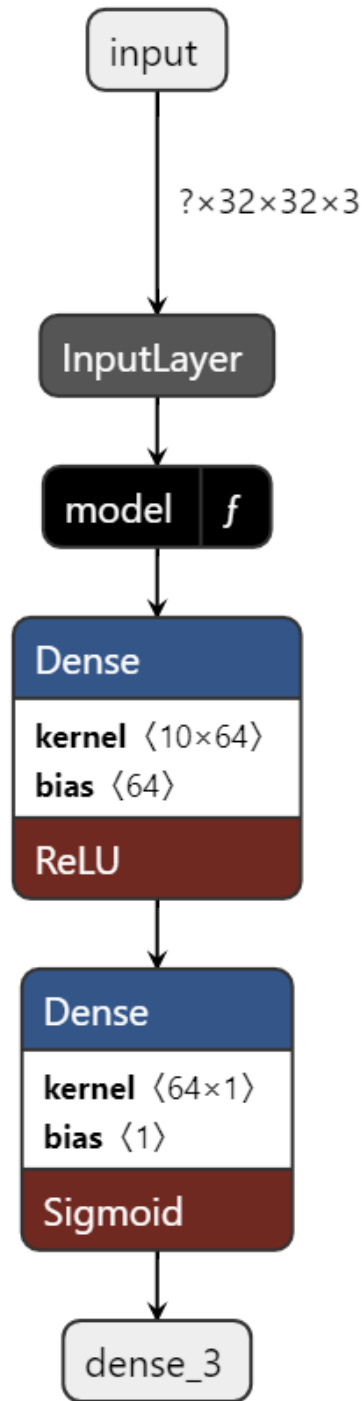 input
?×32×32×3
InputLayer
model ƒ
Dense
kernel 〈10×64〉
bias 〈64〉
ReLU
Dense
kernel 〈64×1〉
bias 〈1〉
Sigmoid
dense_3